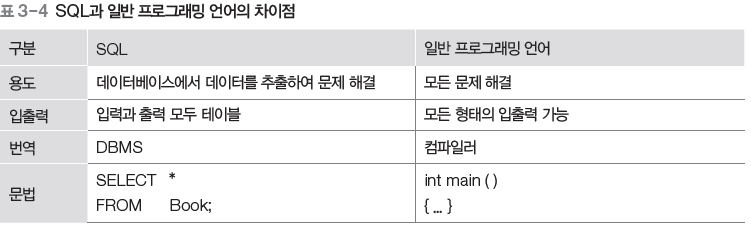 표 3-4 SQL과 일반 프로그래밍 언어의 차이점
구분 SQL 일반 프로그래밍 언어
용도 데이터베이스에서 데이터를 추출하여 문제 해결 모든 문제 해결
입출력 입력과 출력 모두 테이블 모든 형태의 입출력 가능
번역 DBMS 컴파일러
문법 SELECT * int main ( )
FROM Book; { ... }